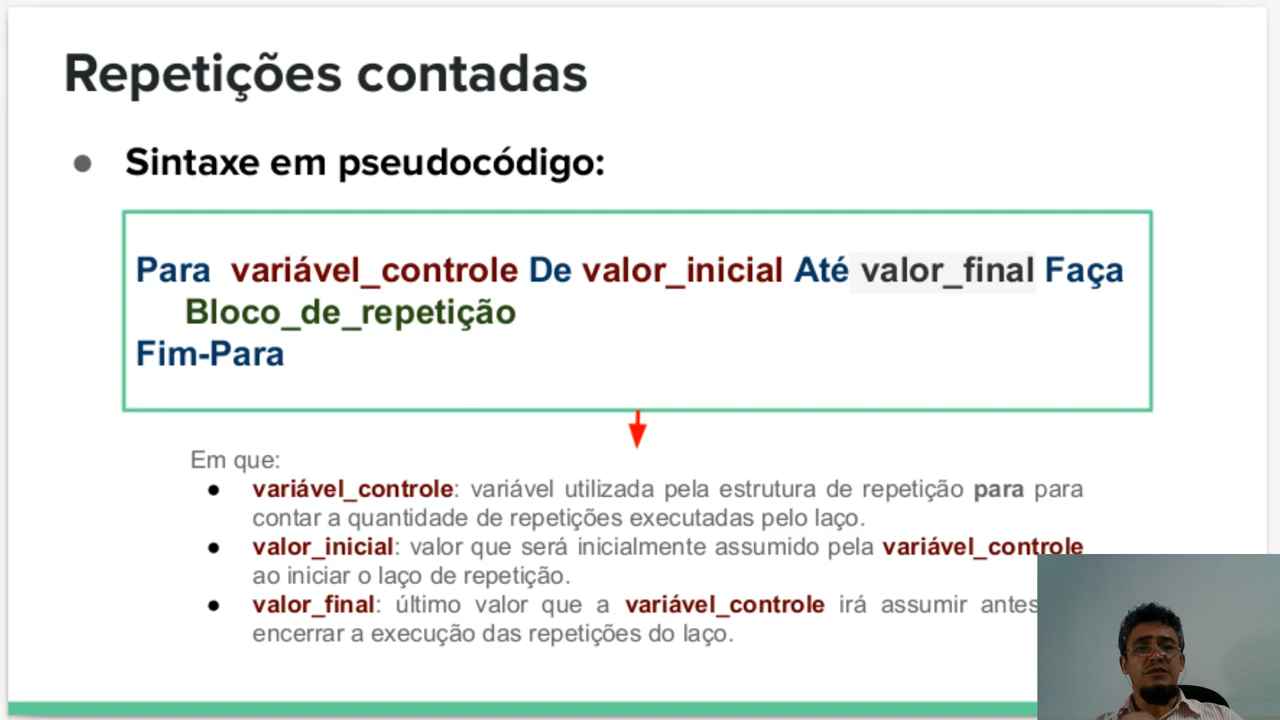 Repetições contadas
● Sintaxe em pseudocódigo:
Para variável_controle De valor_inicial Até valor_final Faça
Bloco_de_repetição
Fim-Para
Em que:
● variável_controle: variável utilizada pela estrutura de repetição para para
contar a quantidade de repetições executadas pelo laço.
● valor_inicial: valor que será inicialmente assumido pela variável_controle
ao iniciar o laço de repetição.
● valor_final: último valor que a variável_controle irá assumir antes
encerrar a execução das repetições do laço.